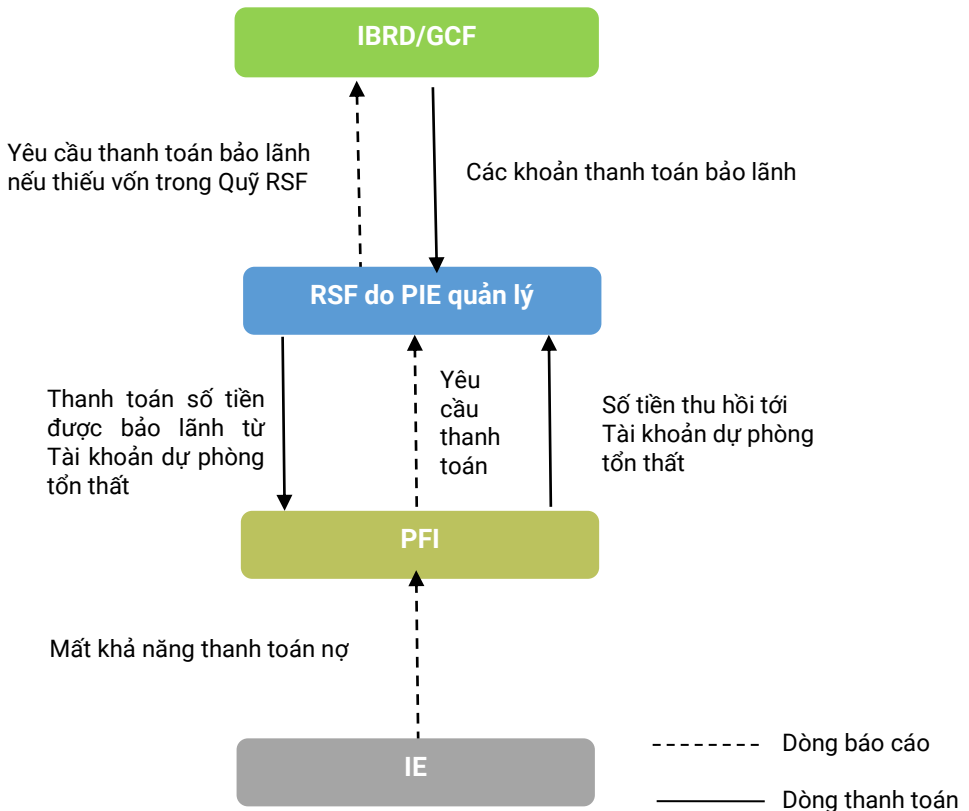 IBRD/GCF
Yêu cầu thanh toán bảo lãnh
nếu thiếu vốn trong Quỹ RSF
Các khoản thanh toán bảo lãnh
RSF do PIE quản lý
Thanh toán số tiền
được bảo lãnh từ
Tài khoản dự phòng
tổn thất
Yêu
cầu
thanh
toán
Số tiền thu hồi tới
Tài khoản dự phòng
tổn thất
PFI
Mất khả năng thanh toán nợ
IE
Dòng báo cáo
Dòng thanh toán